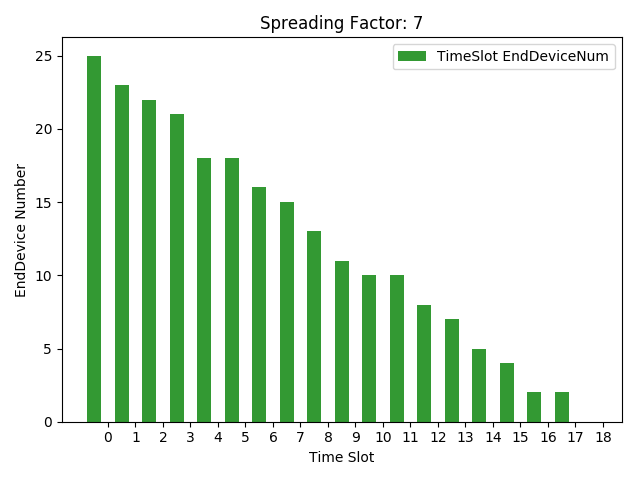 Spreading Factor: 7
TimeSlot EndDeviceNum
EndDevice Number
25
20
15
10
5
0
0 1 2 3 4 5 6 7 8 9 10 11 12 13 14 15 16 17 18
Time Slot